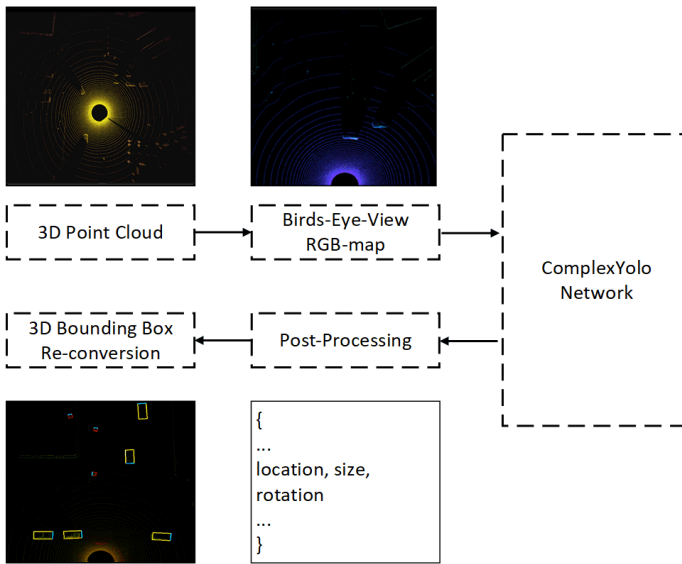 3D Point Cloud
Birds-Eye-View
RGB-map
ComplexYolo
Network
3D Bounding Box
Re-conversion
Post-Processing
{
...
location, size,
rotation
...
}